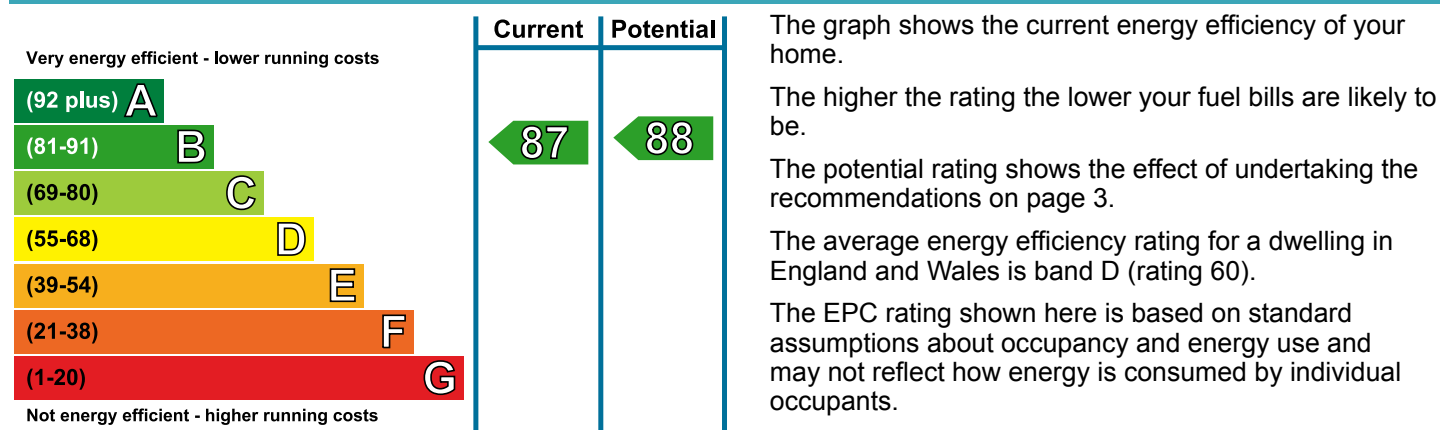 Current Potential
Very energy efficient - lower running costs
(92 plus) A
(81-91) B
(69-80) C
(55-68) D
(39-54) E
(21-38) F
(1-20) G
Not energy efficient - higher running costs
87 88
The graph shows the current energy efficiency of your
home.
The higher the rating the lower your fuel bills are likely to
be.
The potential rating shows the effect of undertaking the
recommendations on page 3.
The average energy efficiency rating for a dwelling in
England and Wales is band D (rating 60).
The EPC rating shown here is based on standard
assumptions about occupancy and energy use and
may not reflect how energy is consumed by individual
occupants.